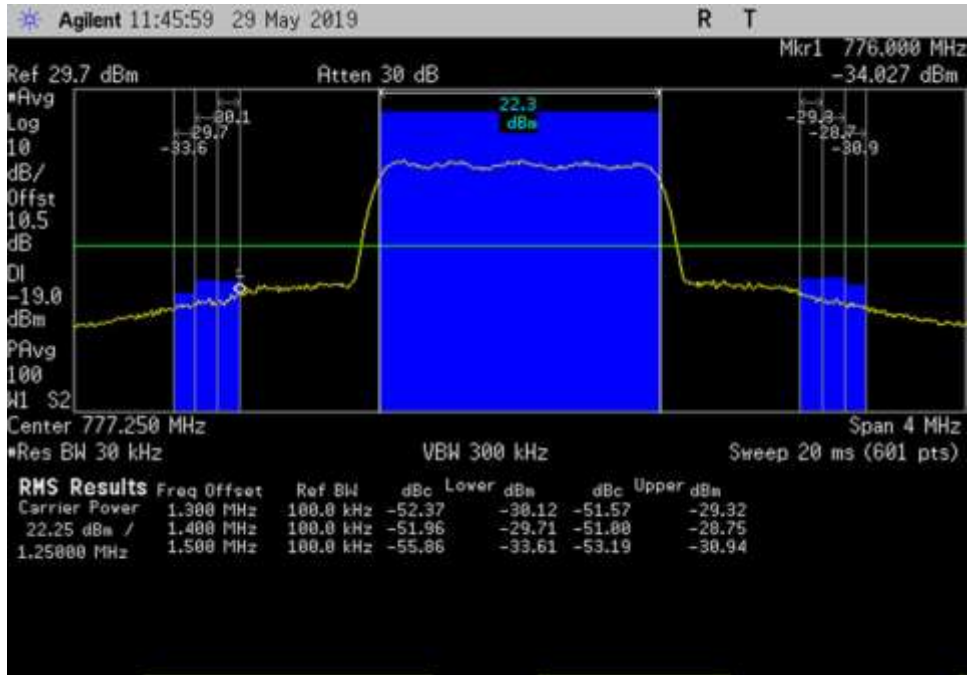 Agilent 11:45:59 29 May 2019 R T
Mkr1 776.000 MHz
Ref 29.7 dBm Atten 30 dB -34.027 dBm
*Avg
Log
10
dB/
Offst
10.5
dB
DI
-19.0
dBm
PAvg
100
W1 S2
22.3
dBm
-30.1
-29.7
-33.6
-29.3
-28.7
-30.9
1
Center 777.250 MHz Span 4 MHz
*Res BW 30 kHz VBW 300 kHz Sweep 20 ms (601 pts)
RMS Results Freq Offset Ref BW dBc Lower dBm dBc Upper dBm
Carrier Power 1.300 MHz 100.0 kHz -52.37 -30.12 -51.57 -29.32
22.25 dBm / 1.400 MHz 100.0 kHz -51.96 -29.71 -51.00 -28.75
1.25000 MHz 1.500 MHz 100.0 kHz -55.86 -33.61 -53.19 -30.94